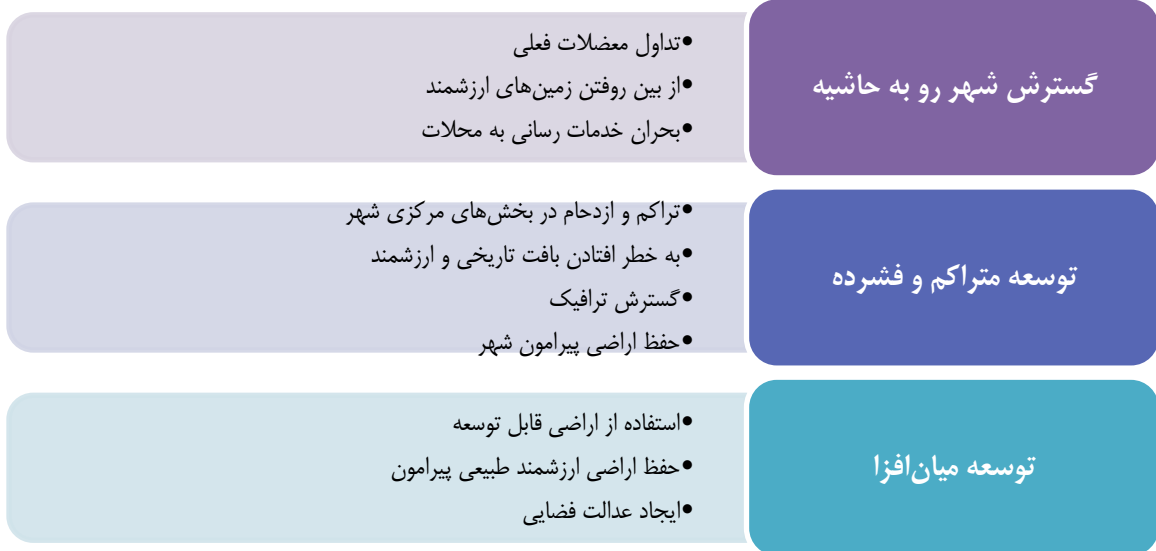 گسترش شهر رو به حاشیه
•تداول معضلات فعلی
•از بین روفتن زمین‌های ارزشمند
•بحران خدمات رسانی به محلات
توسعه متراکم و فشرده
•تراکم و ازدحام در بخش‌های مرکزی شهر
•به خطر افتادن بافت تاریخی و ارزشمند
•گسترش ترافیک
•حفظ اراضی پیرامون شهر
توسعه میان‌افزا
•استفاده از اراضی قابل توسعه
•حفظ اراضی ارزشمند طبیعی پیرامون
•ایجاد عدالت فضایی